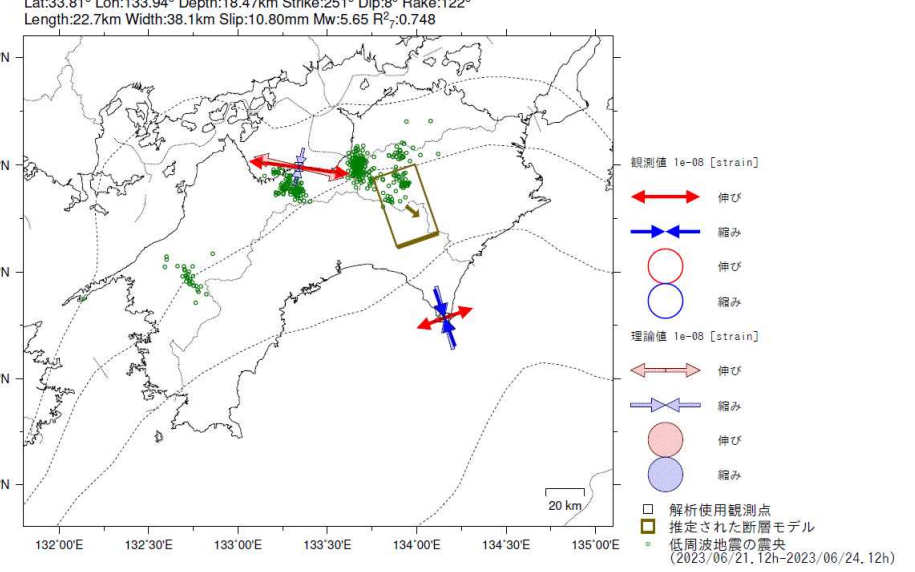 Lat:33.81° Lon:133.94° Depth:18.47km Strike:251° Dip:8° Rake:122°
Length:22.7km Width:38.1km Slip:10.80mm Mw:5.65 R²₇:0.748
N
N
N
N
N
観測値 1e-08 [strain]
伸び
縮み
伸び
縮み
理論値 1e-08 [strain]
伸び
縮み
伸び
縮み
20 km
解析使用観測点
推定された断層モデル
低周波地震の震央
(2023/06/21.12h-2023/06/24.12h)
132°00'E 132°30'E 133°00'E 133°30'E 134°00'E 134°30'E 135°00'E